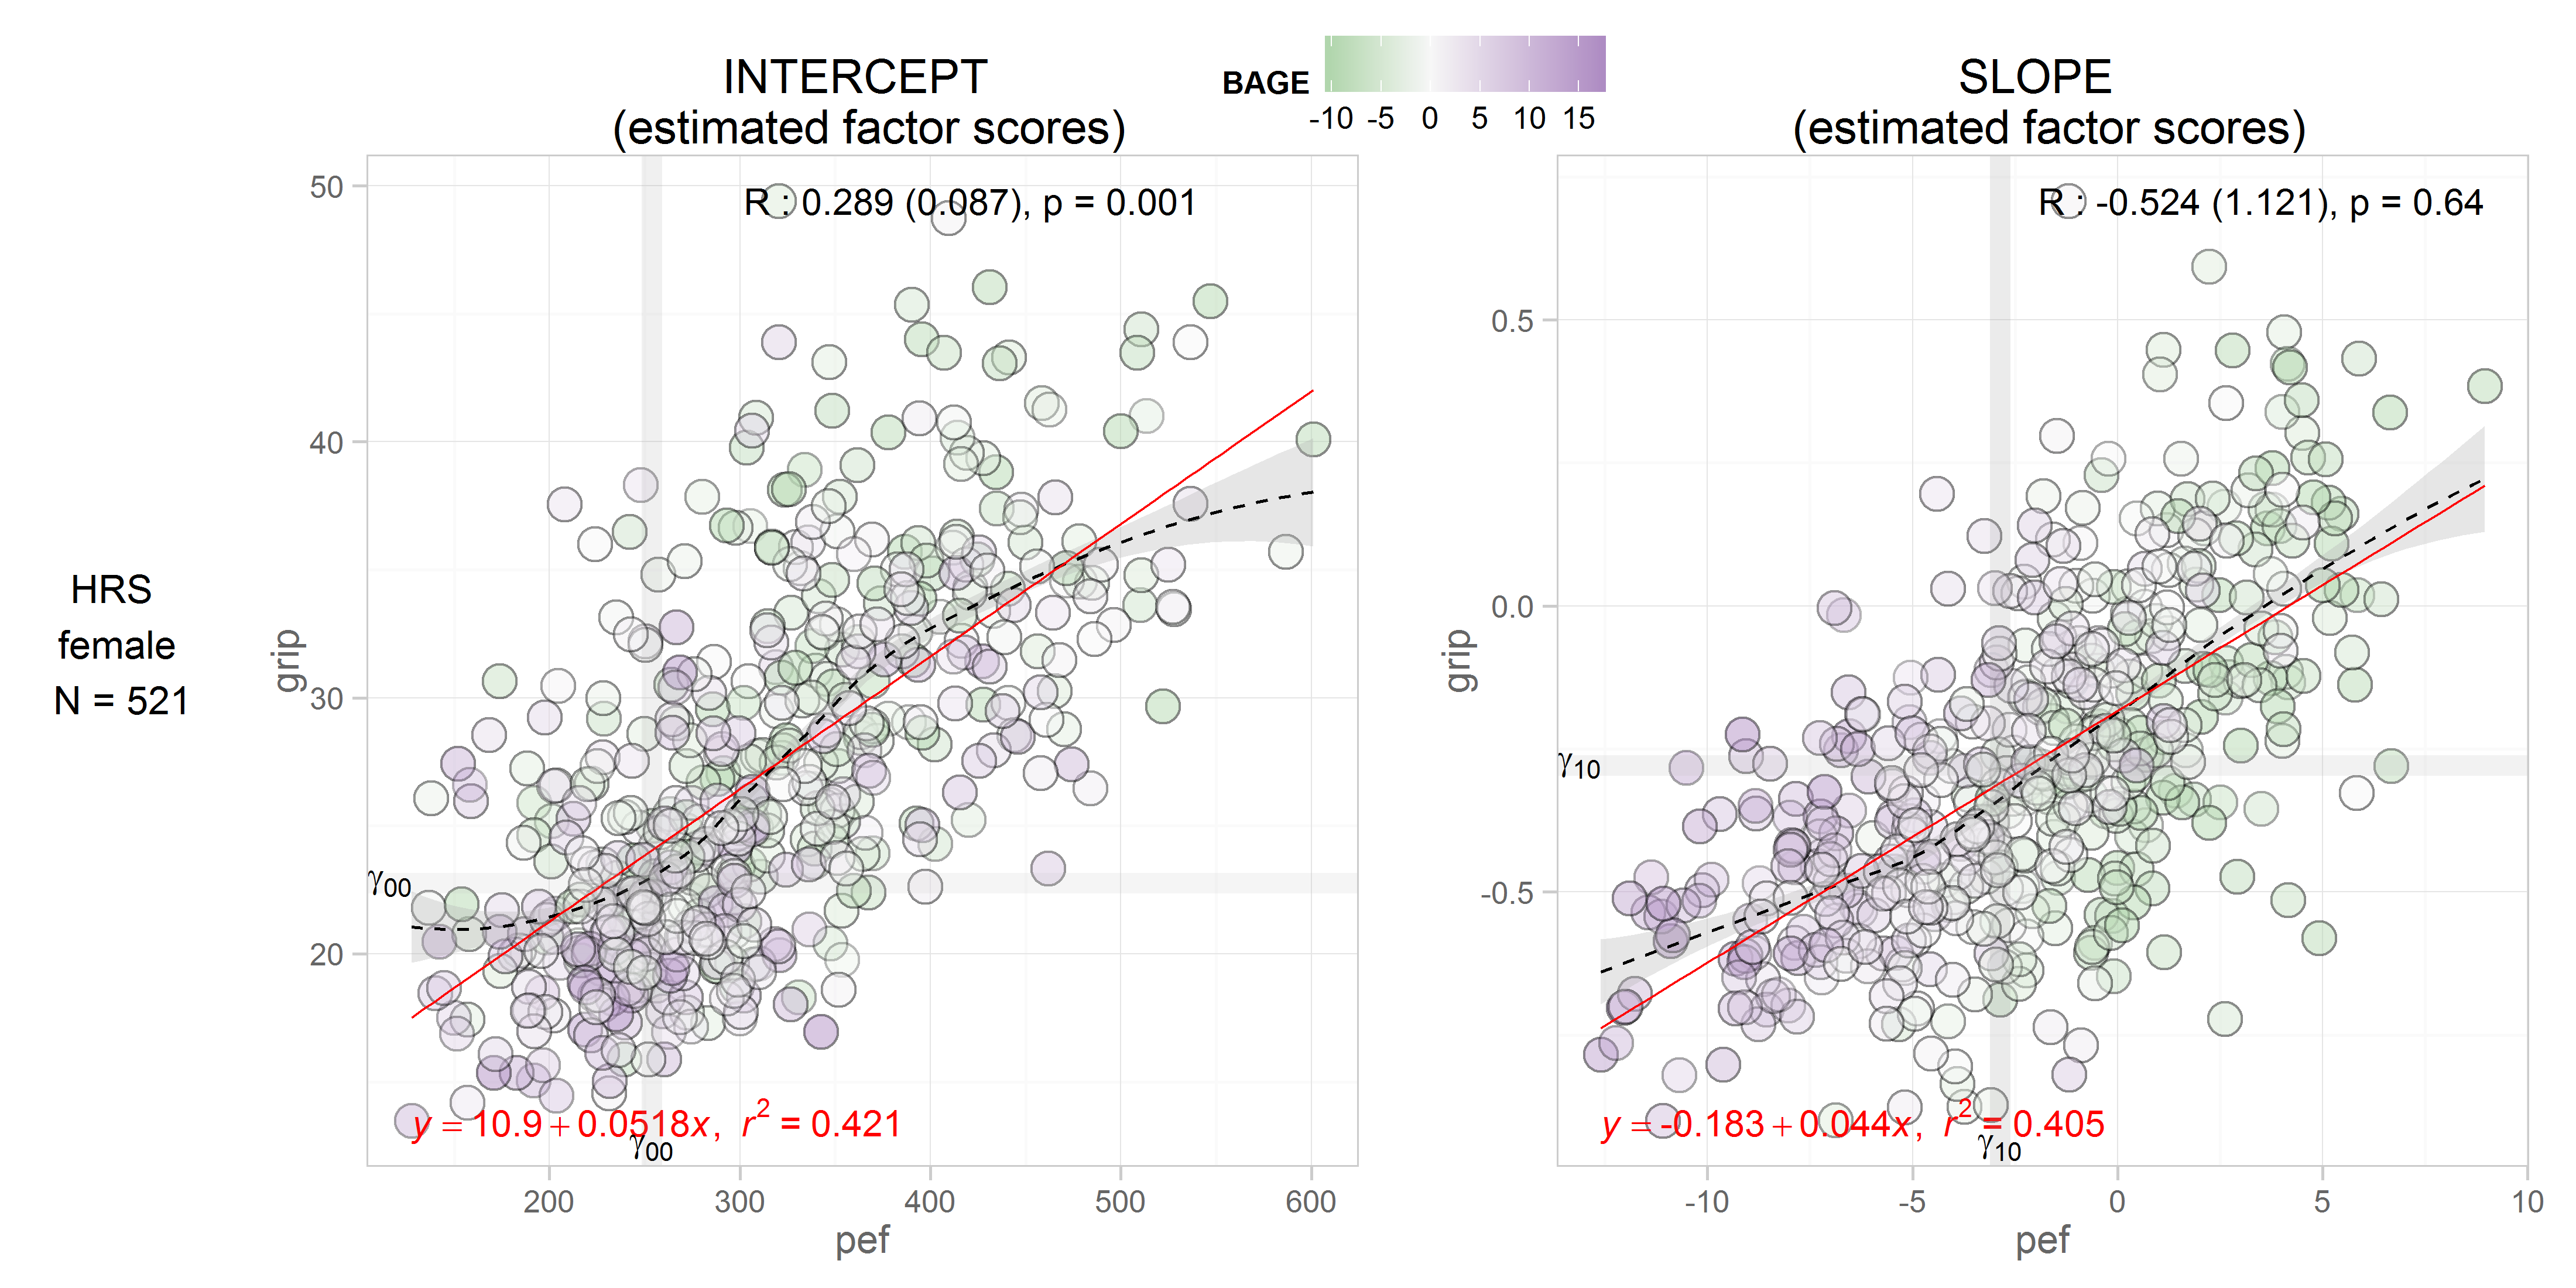 INTERCEPT
(estimated factor scores)
BAGE
-10 -5 0 5 10 15
SLOPE
(estimated factor scores)
HRS
female
N = 521
R : 0.289 (0.087), p = 0.001
50
40
30
20
grip
γ00
y = 10.9 + 0.0518x, r² = 0.421
γ00
200 300 400 500 600
pef
R : -0.524 (1.121), p = 0.64
0.5
0.0
-0.5
grip
γ10
y = -0.183 + 0.044x, r² = 0.405
γ10
-10 -5 0 5 10
pef